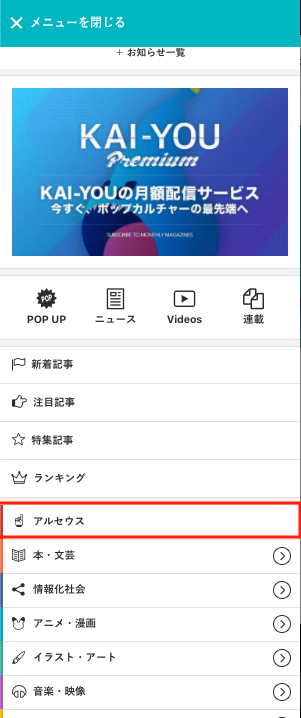 メニューを閉じる
+ お知らせ一覧
KAI-YOU
Premium
KAI-YOUの月額配信サービス
今すぐ、ポップカルチャーの最先端へ
SUBSCRIBE TO MONTHLY MAGAZINES
POP
POP UP
ニュース
Videos
連載
新着記事
注目記事
特集記事
ランキング
アルセウス
本・文芸
情報化社会
アニメ・漫画
イラスト・アート
音楽・映像